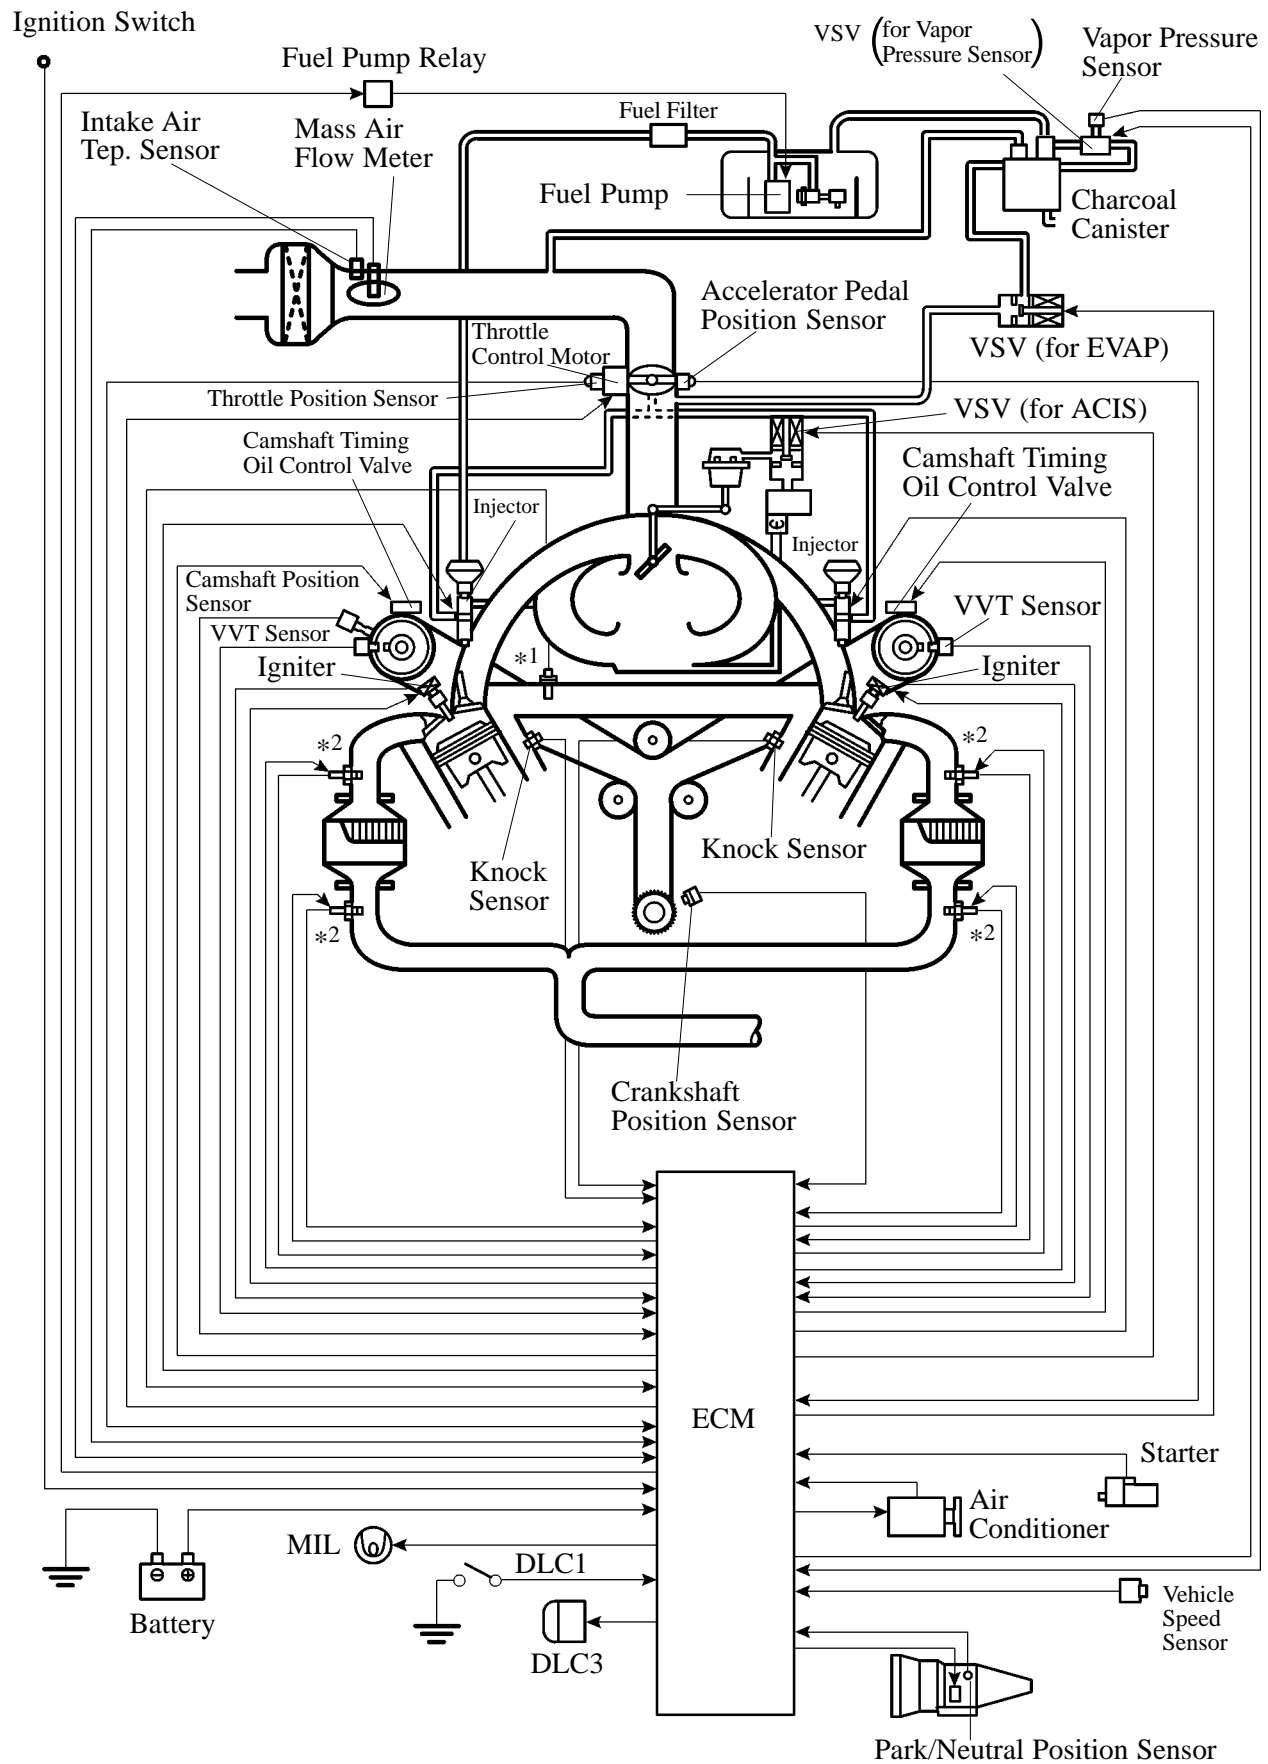 Ignition Switch
VSV (for Vapor
Pressure Sensor)
Vapor Pressure
Sensor
Fuel Pump Relay
Fuel Filter
Intake Air
Tep. Sensor
Mass Air
Flow Meter
Fuel Pump
Charcoal
Canister
Accelerator Pedal
Position Sensor
Throttle
Control Motor
VSV (for EVAP)
Throttle Position Sensor
VSV (for ACIS)
Camshaft Timing
Oil Control Valve
Camshaft Timing
Oil Control Valve
Injector
Injector
Camshaft Position
Sensor
VVT Sensor
VVT Sensor
Igniter
*1
Igniter
*2
*2
Knock Sensor
Knock
Sensor
*2
*2
Crankshaft
Position Sensor
ECM
Starter
Air
Conditioner
MIL
DLC1
Battery
DLC3
Vehicle
Speed
Sensor
Park/Neutral Position Sensor